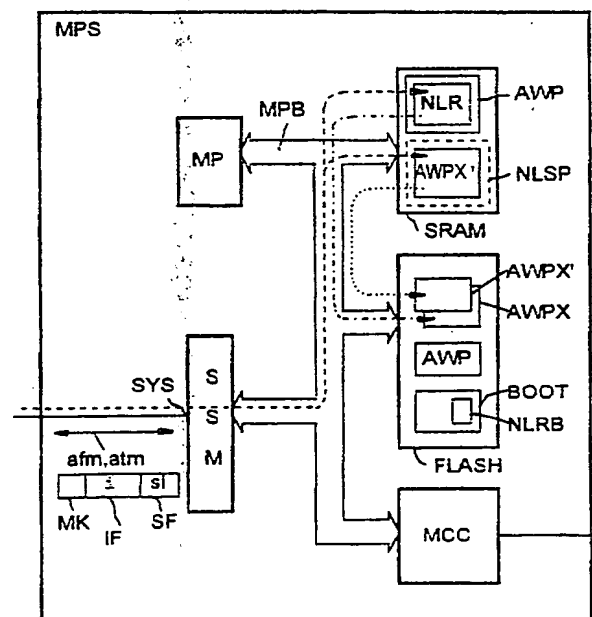 MPS
MPB
MP
NLR
AWP
AWPX'
NLSP
SRAM
AWPX'
AWPX
AWP
BOOT
NLRB
FLASH
SYS
S
S
M
afm,atm
sl
MK
IF
SF
MCC